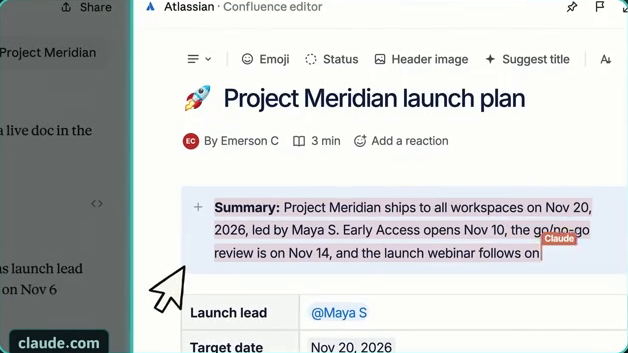 Share
Atlassian · Confluence editor
Project Meridian
Emoji
Status
Header image
Suggest title
Project Meridian launch plan
EC
By Emerson C
3 min
Add a reaction
a live doc in the
Summary: Project Meridian ships to all workspaces on Nov 20,
2026, led by Maya S. Early Access opens Nov 10, the go/no-go
Claude
review is on Nov 14, and the launch webinar follows on
launch lead
on Nov 6
Launch lead
@Maya S
Target date
Nov 20, 2026
claude.com